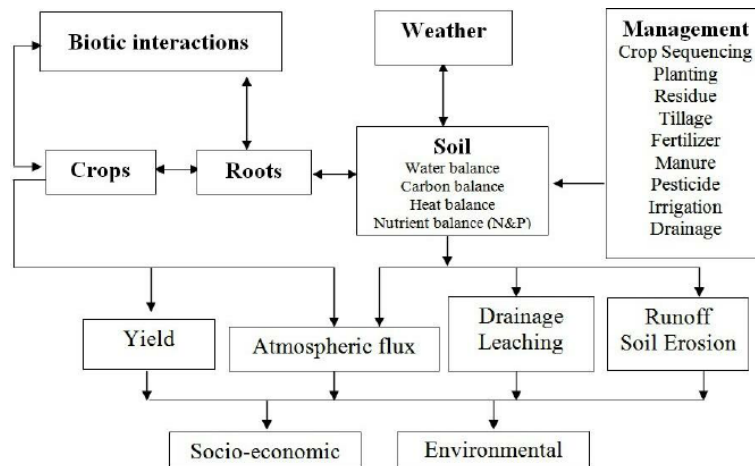 Biotic interactions
Weather
Management
Crop Sequencing
Planting
Residue
Tillage
Fertilizer
Manure
Pesticide
Irrigation
Drainage
Crops
Roots
Soil
Water balance
Carbon balance
Heat balance
Nutrient balance (N&P)
Yield
Atmospheric flux
Drainage
Leaching
Runoff
Soil Erosion
Socio-economic
Environmental